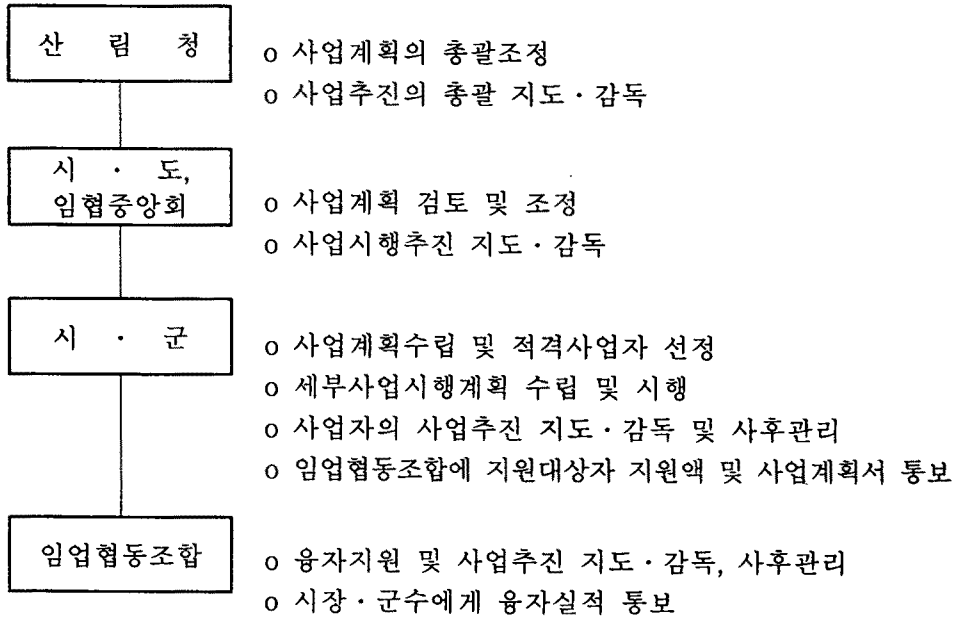 산 림 청
o 사업계획의 총괄조정
o 사업추진의 총괄 지도·감독
시 · 도,
임협중앙회
o 사업계획 검토 및 조정
o 사업시행추진 지도·감독
시 · 군
o 사업계획수립 및 적격사업자 선정
o 세부사업시행계획 수립 및 시행
o 사업자의 사업추진 지도·감독 및 사후관리
o 임업협동조합에 지원대상자 지원액 및 사업계획서 통보
임업협동조합
o 융자지원 및 사업추진 지도·감독, 사후관리
o 시장·군수에게 융자실적 통보